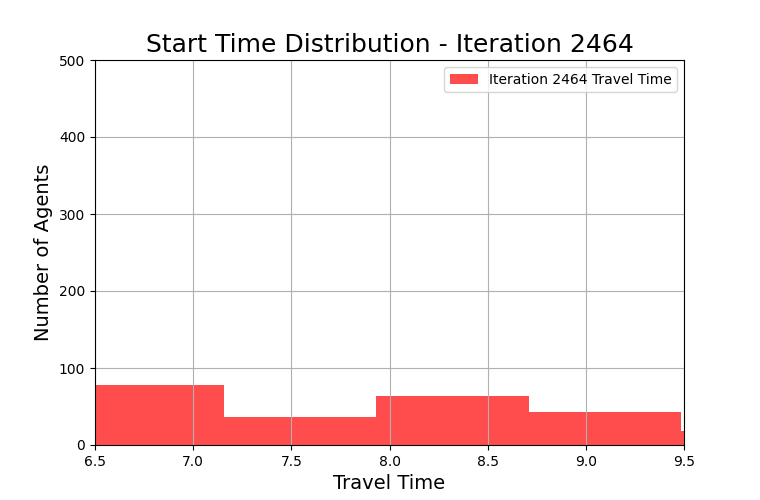 Start Time Distribution - Iteration 2464
Iteration 2464 Travel Time
Number of Agents
500
400
300
200
100
0
6.5 7.0 7.5 8.0 8.5 9.0 9.5
Travel Time